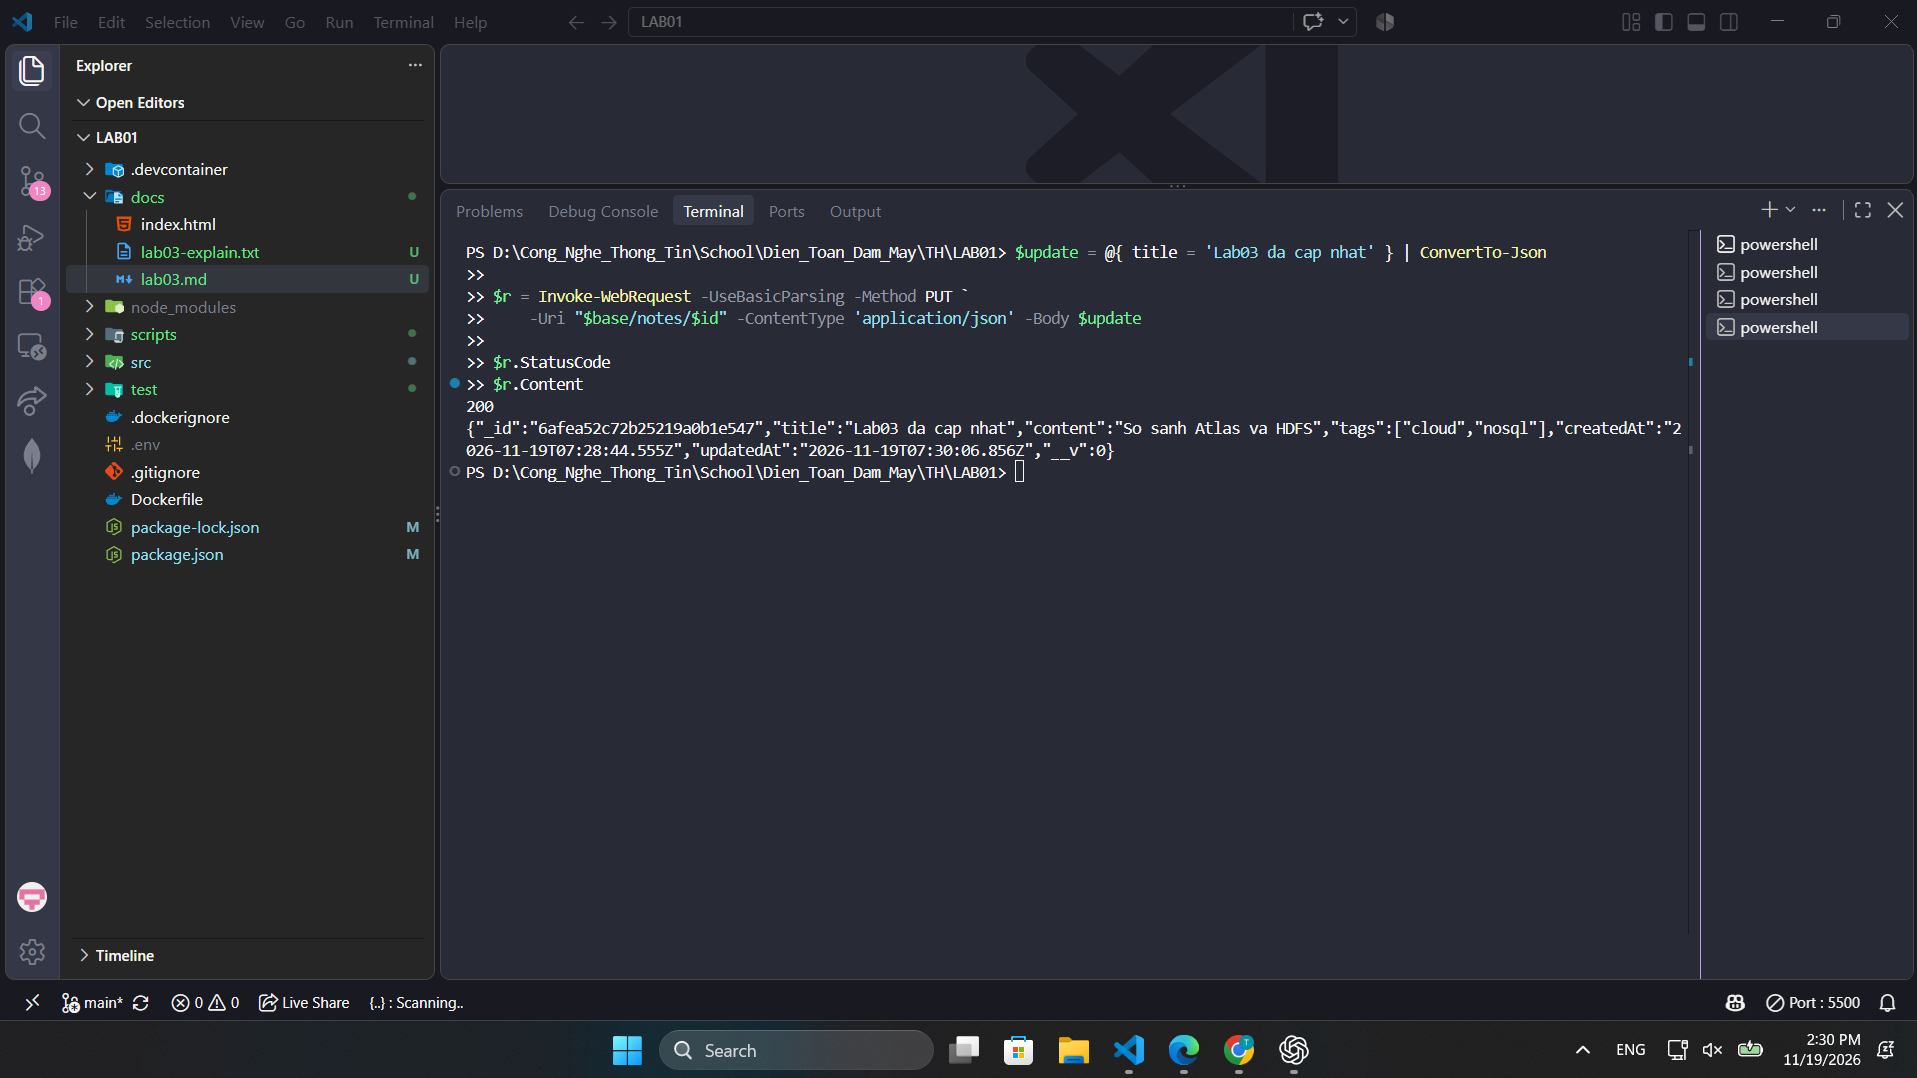 File Edit Selection View Go Run Terminal Help
LAB01
Explorer
Open Editors
LAB01
.devcontainer
docs
index.html
lab03-explain.txt U
lab03.md U
node_modules
scripts
src
test
.dockerignore
.env
.gitignore
Dockerfile
package-lock.json M
package.json M
Timeline
13
1
Problems Debug Console Terminal Ports Output
PS D:\Cong_Nghe_Thong_Tin\School\Dien_Toan_Dam_May\TH\LAB01> $update = @{ title = 'Lab03 da cap nhat' } | ConvertTo-Json
>>
>> $r = Invoke-WebRequest -UseBasicParsing -Method PUT `
>>     -Uri "$base/notes/$id" -ContentType 'application/json' -Body $update
>>
>> $r.StatusCode
>> $r.Content
200
{"_id":"6afea52c72b25219a0b1e547","title":"Lab03 da cap nhat","content":"So sanh Atlas va HDFS","tags":["cloud","nosql"],"createdAt":"2
026-11-19T07:28:44.555Z","updatedAt":"2026-11-19T07:30:06.856Z","__v":0}
PS D:\Cong_Nghe_Thong_Tin\School\Dien_Toan_Dam_May\TH\LAB01>
powershell
powershell
powershell
powershell
main* 0 0 Live Share {..} : Scanning.. Port : 5500
Search
ENG
2:30 PM
11/19/2026